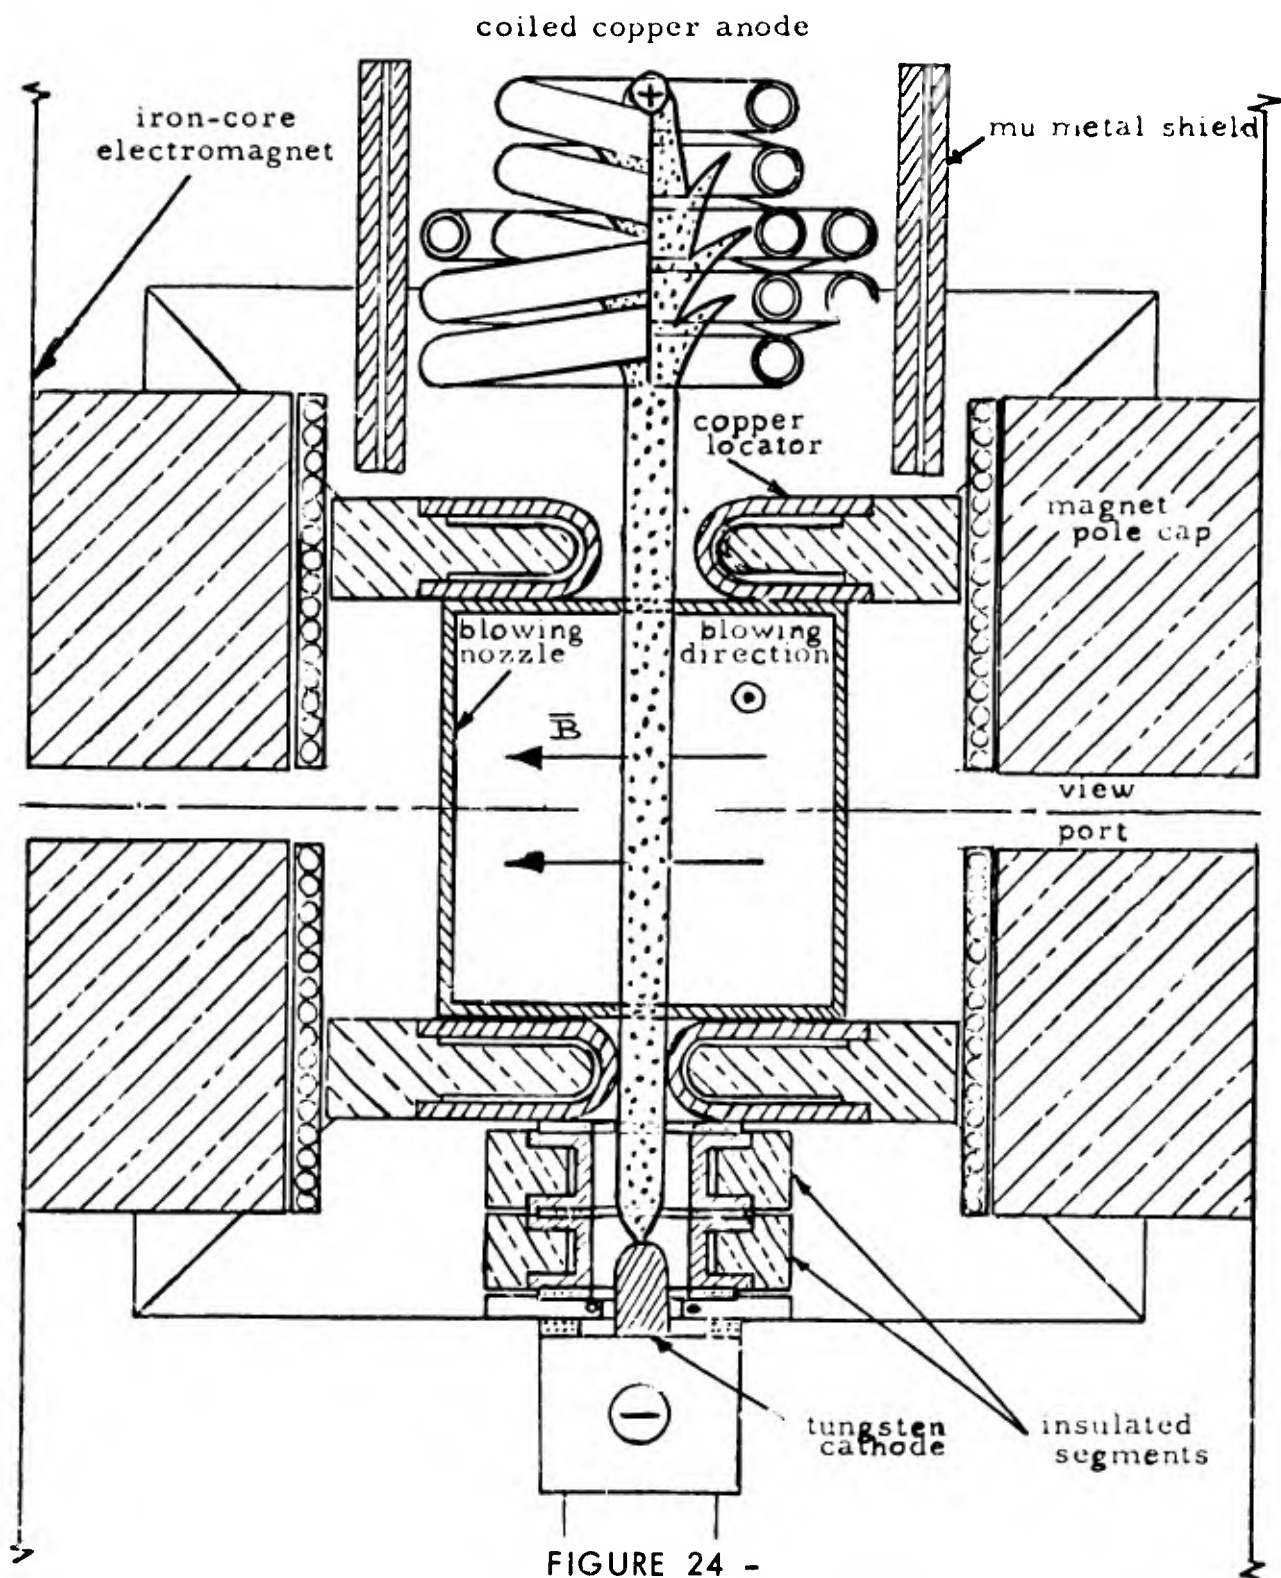 coiled copper anode
iron-core
electromagnet
mu metal shield
copper
locator
magnet
pole cap
blowing
nozzle
blowing
direction
B
view
port
tungsten
cathode
insulated
segments
FIGURE 24 -